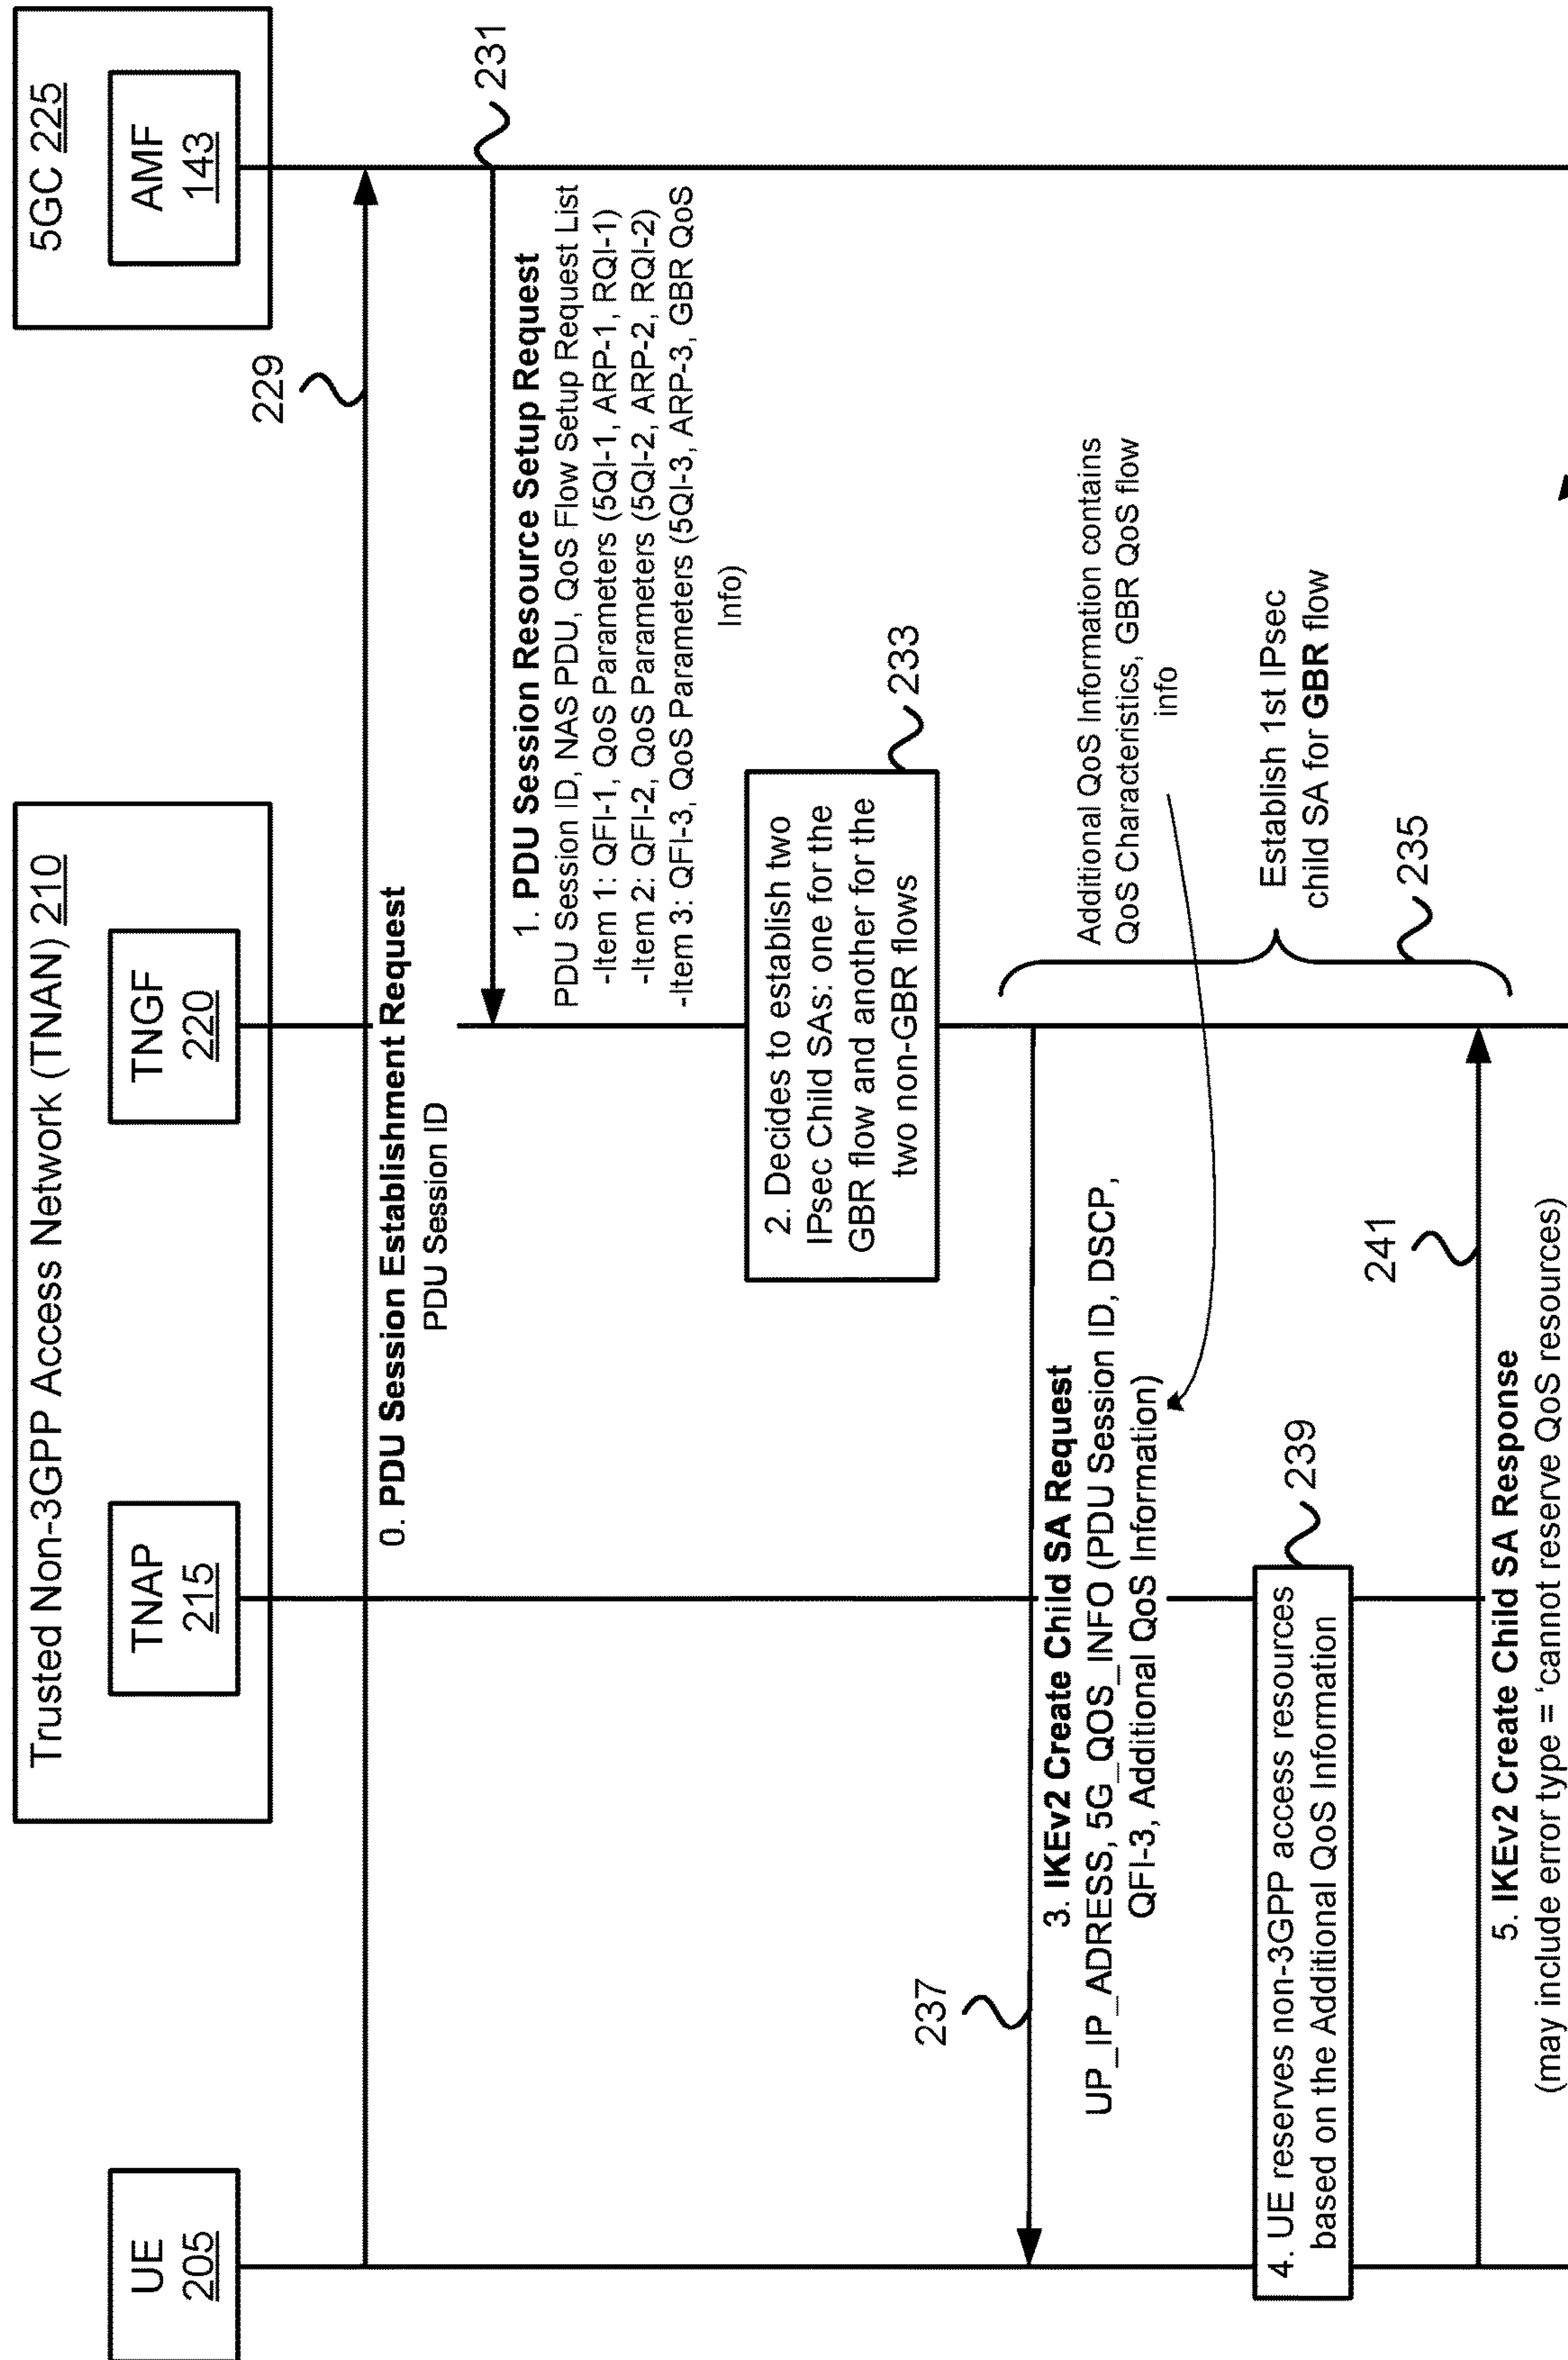 UE
205
Trusted Non-3GPP Access Network (TNAN) 210
TNAP
215
TNGF
220
5GC 225
AMF
143
229
0. PDU Session Establishment Request
PDU Session ID
231
1. PDU Session Resource Setup Request
PDU Session ID, NAS PDU, QoS Flow Setup Request List
-Item 1: QFI-1, QoS Parameters (5QI-1, ARP-1, RQI-1)
-Item 2: QFI-2, QoS Parameters (5QI-2, ARP-2, RQI-2)
-Item 3: QFI-3, QoS Parameters (5QI-3, ARP-3, GBR QoS
Info)
2. Decides to establish two
IPsec Child SAs: one for the
GBR flow and another for the
two non-GBR flows
233
237
3. IKEv2 Create Child SA Request
UP_IP_ADRESS, 5G_QOS_INFO (PDU Session ID, DSCP,
QFI-3, Additional QoS Information)
Additional QoS Information contains
QoS Characteristics, GBR QoS flow
info
Establish 1st IPsec
child SA for GBR flow
235
4. UE reserves non-3GPP access resources
based on the Additional QoS Information
239
241
5. IKEv2 Create Child SA Response
(may include error type = 'cannot reserve QoS resources)